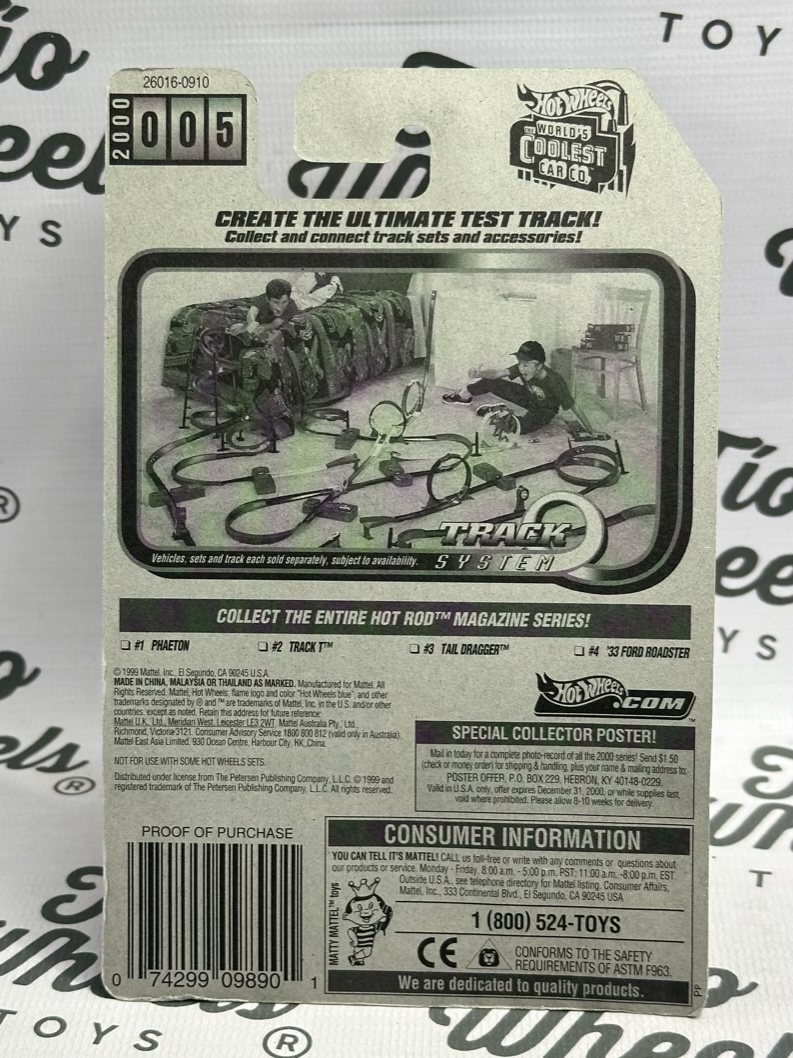 26016-0910
2000
005
Hot Wheels
THE WORLD'S
COOLEST
CAR CO.
CREATE THE ULTIMATE TEST TRACK!
Collect and connect track sets and accessories!
TRACK
SYSTEM
Vehicles, sets and track each sold separately, subject to availability.
COLLECT THE ENTIRE HOT ROD™ MAGAZINE SERIES!
❏ #1 PHAETON ❏ #2 TRACK T™ ❏ #3 TAIL DRAGGER™ ❏ #4 '33 FORD ROADSTER
© 1999 Mattel, Inc., El Segundo, CA 90245 U.S.A.
MADE IN CHINA, MALAYSIA OR THAILAND AS MARKED. Manufactured for Mattel. All
Rights Reserved. Mattel, Hot Wheels, flame logo and color "Hot Wheels blue", and other
trademarks designated by ® and ™ are trademarks of Mattel, Inc. in the U.S. and/or other
countries, except as noted. Retain this address for future reference:
Mattel U.K., Ltd., Meridian West, Leicester LE3 2WT. Mattel Australia Pty., Ltd.,
Richmond, Victoria 3121. Consumer Advisory Service 1800 800 812 (valid only in Australia).
Mattel East Asia Limited, 930 Ocean Centre, Harbour City, HK, China.
NOT FOR USE WITH SOME HOT WHEELS SETS.
Distributed under license from The Petersen Publishing Company, L.L.C. © 1999 and
registered trademark of The Petersen Publishing Company, L.L.C. All rights reserved.
Hot Wheels.COM™
SPECIAL COLLECTOR POSTER!
Mail in today for a complete photo-record of all the 2000 series! Send $1.50
(check or money order) for shipping & handling, plus your name & mailing address to:
POSTER OFFER, P.O. BOX 229, HEBRON, KY 40148-0229.
Valid in U.S.A. only, offer expires December 31, 2000, or while supplies last,
void where prohibited. Please allow 8-10 weeks for delivery.
PROOF OF PURCHASE
0 74299 09890 1
CONSUMER INFORMATION
YOU CAN TELL IT'S MATTEL! CALL us toll-free or write with any comments or questions about
our products or service. Monday - Friday, 8:00 a.m. - 5:00 p.m. PST; 11:00 a.m. -8:00 p.m. EST.
Outside U.S.A., see telephone directory for Mattel listing. Consumer Affairs,
Mattel, Inc., 333 Continental Blvd., El Segundo, CA 90245 USA
MATTY MATTEL™ toys
1 (800) 524-TOYS
CE
CONFORMS TO THE SAFETY
REQUIREMENTS OF ASTM F963.
We are dedicated to quality products.
PP
TOY
Tío
Wheels
TOYS
®